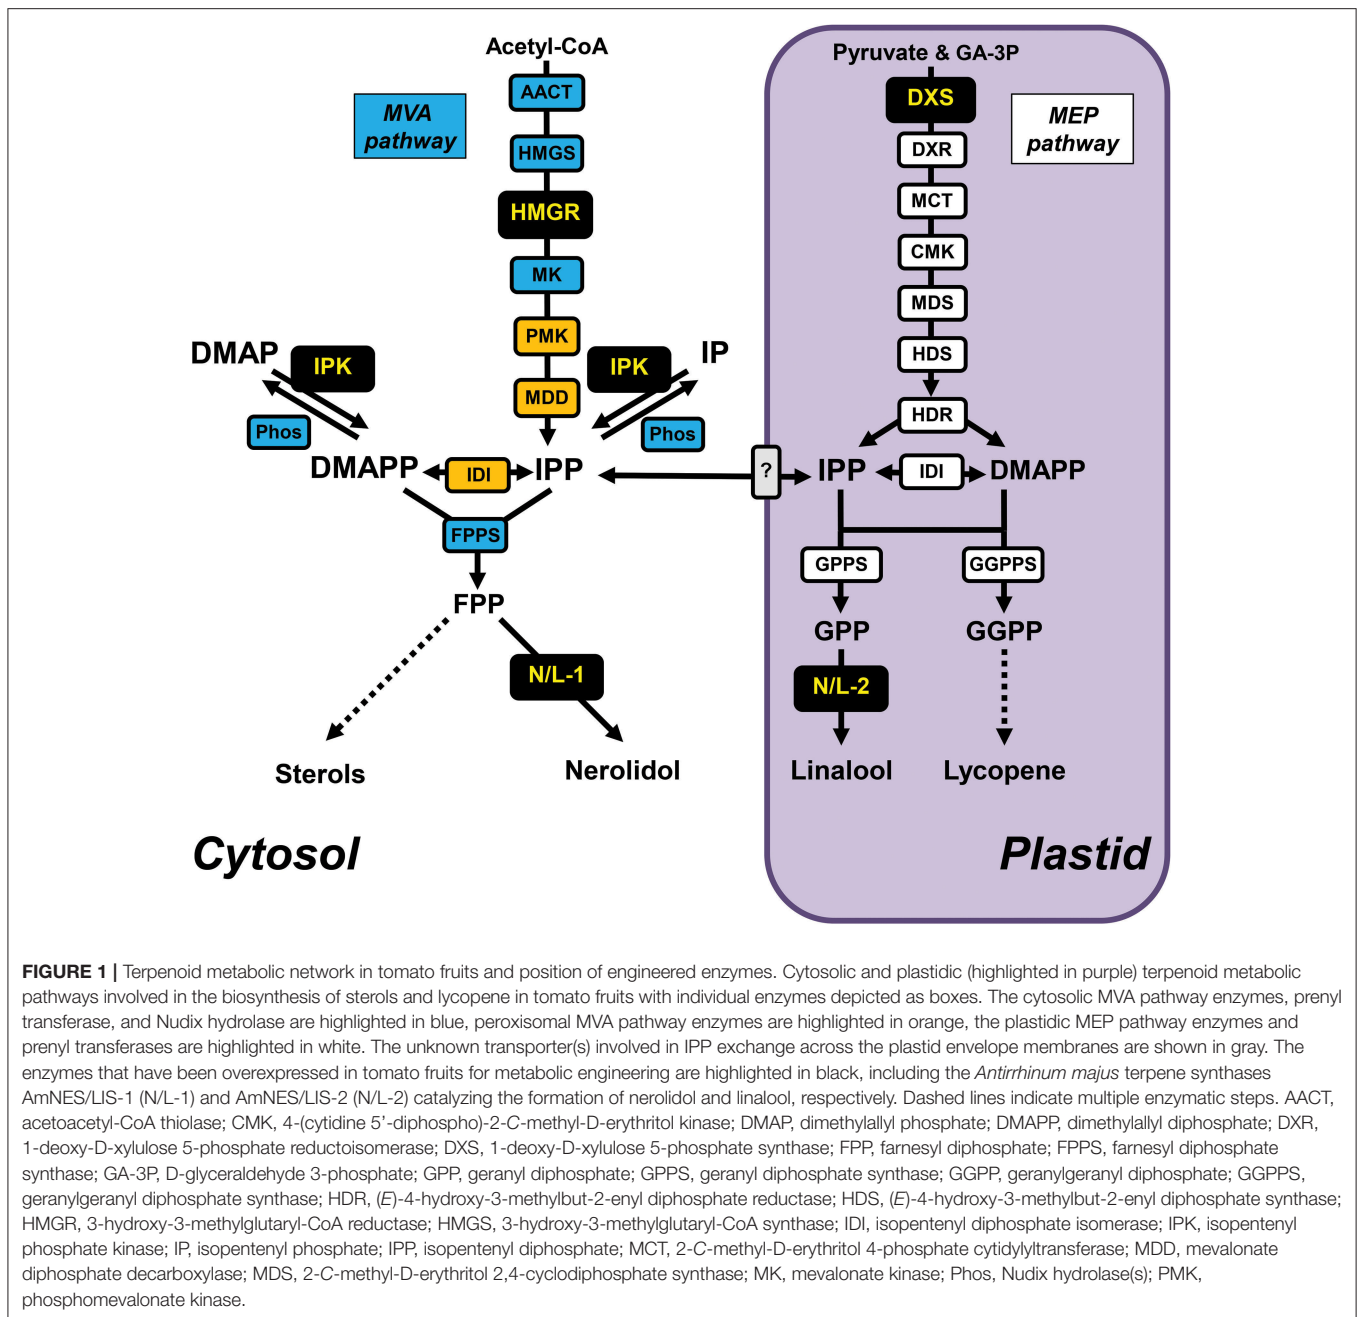 Acetyl-CoA
AACT
MVA
pathway
HMGS
HMGR
MK
PMK
MDD
DMAP
IPK
Phos
IPK
IP
Phos
DMAPP
IDI
IPP
FPPS
FPP
N/L-1
Sterols
Nerolidol
Cytosol
?
Pyruvate & GA-3P
DXS
MEP
pathway
DXR
MCT
CMK
MDS
HDS
HDR
IPP
IDI
DMAPP
GPPS
GGPPS
GPP
GGPP
N/L-2
Linalool
Lycopene
Plastid
FIGURE 1 | Terpenoid metabolic network in tomato fruits and position of engineered enzymes. Cytosolic and plastidic (highlighted in purple) terpenoid metabolic
pathways involved in the biosynthesis of sterols and lycopene in tomato fruits with individual enzymes depicted as boxes. The cytosolic MVA pathway enzymes, prenyl
transferase, and Nudix hydrolase are highlighted in blue, peroxisomal MVA pathway enzymes are highlighted in orange, the plastidic MEP pathway enzymes and
prenyl transferases are highlighted in white. The unknown transporter(s) involved in IPP exchange across the plastid envelope membranes are shown in gray. The
enzymes that have been overexpressed in tomato fruits for metabolic engineering are highlighted in black, including the Antirrhinum majus terpene synthases
AmNES/LIS-1 (N/L-1) and AmNES/LIS-2 (N/L-2) catalyzing the formation of nerolidol and linalool, respectively. Dashed lines indicate multiple enzymatic steps. AACT,
acetoacetyl-CoA thiolase; CMK, 4-(cytidine 5'-diphospho)-2-C-methyl-D-erythritol kinase; DMAP, dimethylallyl phosphate; DMAPP, dimethylallyl diphosphate; DXR,
1-deoxy-D-xylulose 5-phosphate reductoisomerase; DXS, 1-deoxy-D-xylulose 5-phosphate synthase; FPP, farnesyl diphosphate; FPPS, farnesyl diphosphate
synthase; GA-3P, D-glyceraldehyde 3-phosphate; GPP, geranyl diphosphate; GPPS, geranyl diphosphate synthase; GGPP, geranylgeranyl diphosphate; GGPPS,
geranylgeranyl diphosphate synthase; HDR, (E)-4-hydroxy-3-methylbut-2-enyl diphosphate reductase; HDS, (E)-4-hydroxy-3-methylbut-2-enyl diphosphate synthase;
HMGR, 3-hydroxy-3-methylglutaryl-CoA reductase; HMGS, 3-hydroxy-3-methylglutaryl-CoA synthase; IDI, isopentenyl diphosphate isomerase; IPK, isopentenyl
phosphate kinase; IP, isopentenyl phosphate; IPP, isopentenyl diphosphate; MCT, 2-C-methyl-D-erythritol 4-phosphate cytidylyltransferase; MDD, mevalonate
diphosphate decarboxylase; MDS, 2-C-methyl-D-erythritol 2,4-cyclodiphosphate synthase; MK, mevalonate kinase; Phos, Nudix hydrolase(s); PMK,
phosphomevalonate kinase.